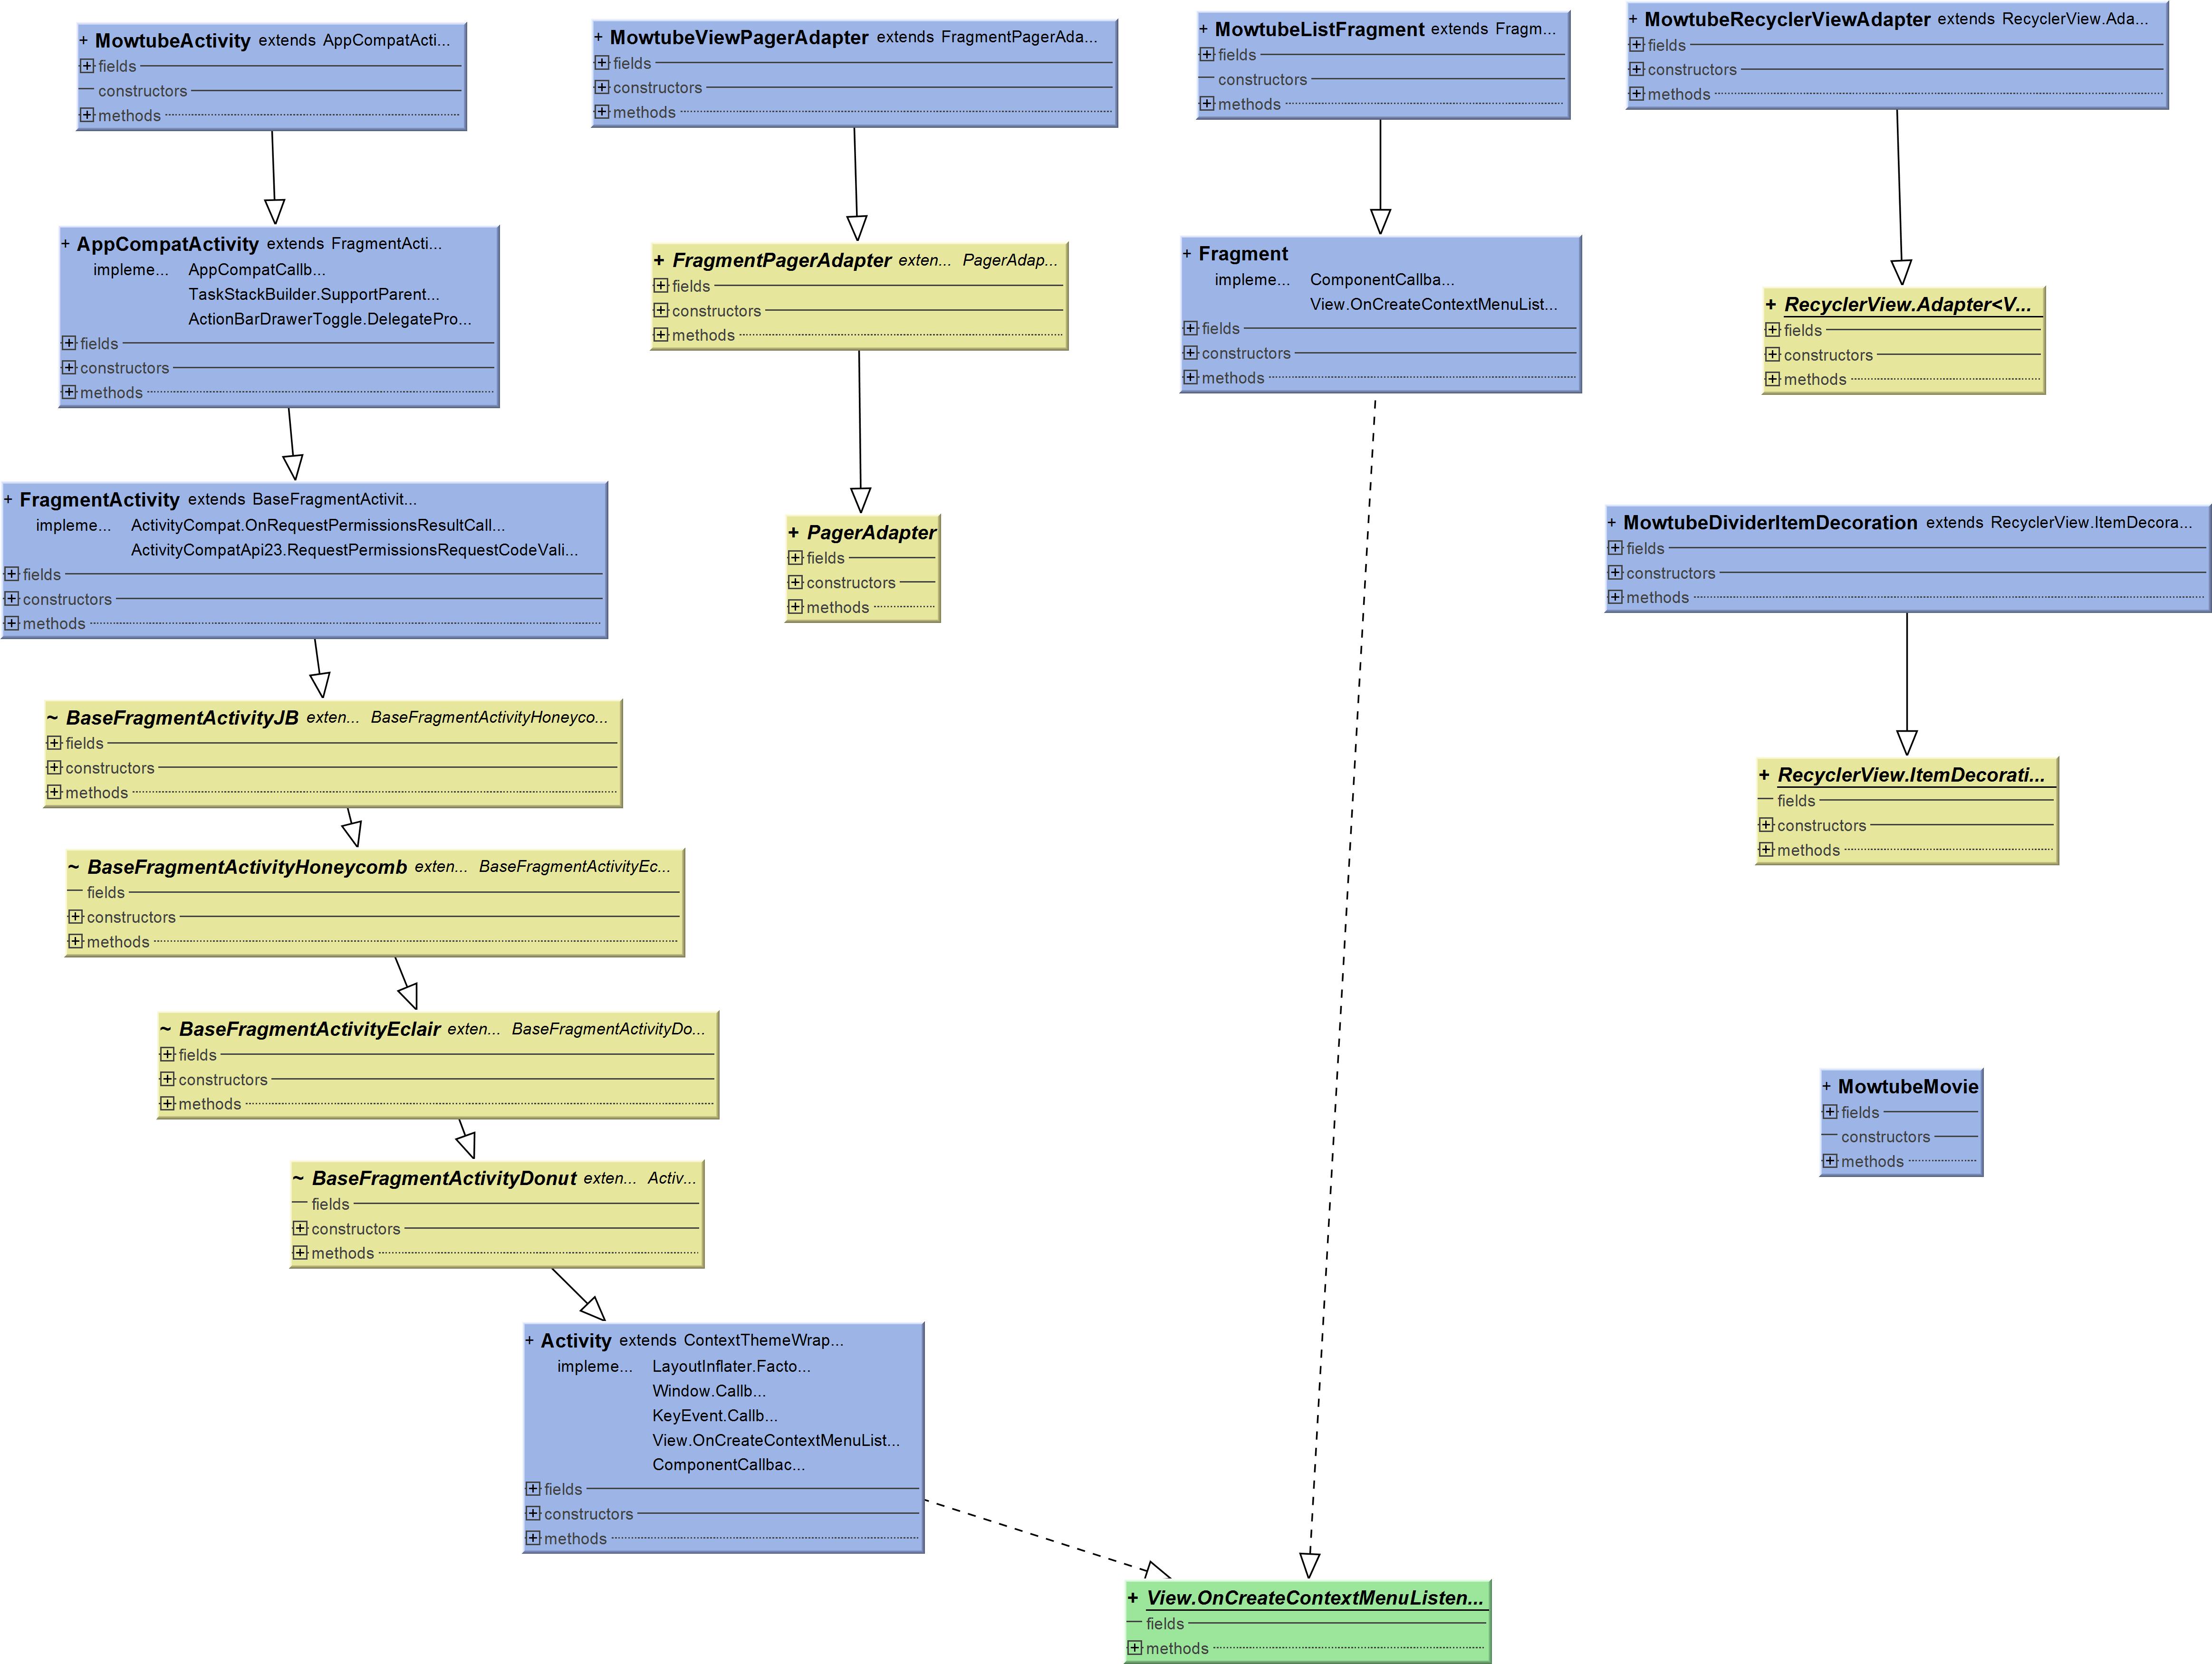 + MowtubeActivity extends AppCompatActi...
fields
constructors
methods
+ MowtubeViewPagerAdapter extends FragmentPagerAda...
fields
constructors
methods
+ MowtubeListFragment extends Fragm...
fields
constructors
methods
+ MowtubeRecyclerViewAdapter extends RecyclerView.Ada...
fields
constructors
methods
+ AppCompatActivity extends FragmentActi...
impleme... AppCompatCallb...
TaskStackBuilder.SupportParent...
ActionBarDrawerToggle.DelegatePro...
fields
constructors
methods
+ FragmentPagerAdapter exten... PagerAdap...
fields
constructors
methods
+ Fragment
impleme... ComponentCallba...
View.OnCreateContextMenuList...
fields
constructors
methods
+ RecyclerView.Adapter<V...
fields
constructors
methods
+ FragmentActivity extends BaseFragmentActivit...
impleme... ActivityCompat.OnRequestPermissionsResultCall...
ActivityCompatApi23.RequestPermissionsRequestCodeVali...
fields
constructors
methods
+ PagerAdapter
fields
constructors
methods
+ MowtubeDividerItemDecoration extends RecyclerView.ItemDecora...
fields
constructors
methods
~ BaseFragmentActivityJB exten... BaseFragmentActivityHoneyco...
fields
constructors
methods
+ RecyclerView.ItemDecorati...
fields
constructors
methods
~ BaseFragmentActivityHoneycomb exten... BaseFragmentActivityEc...
fields
constructors
methods
~ BaseFragmentActivityEclair exten... BaseFragmentActivityDo...
fields
constructors
methods
+ MowtubeMovie
fields
constructors
methods
~ BaseFragmentActivityDonut exten... Activ...
fields
constructors
methods
+ Activity extends ContextThemeWrap...
impleme... LayoutInflater.Facto...
Window.Callb...
KeyEvent.Callb...
View.OnCreateContextMenuList...
ComponentCallbac...
fields
constructors
methods
+ View.OnCreateContextMenuListen...
fields
methods